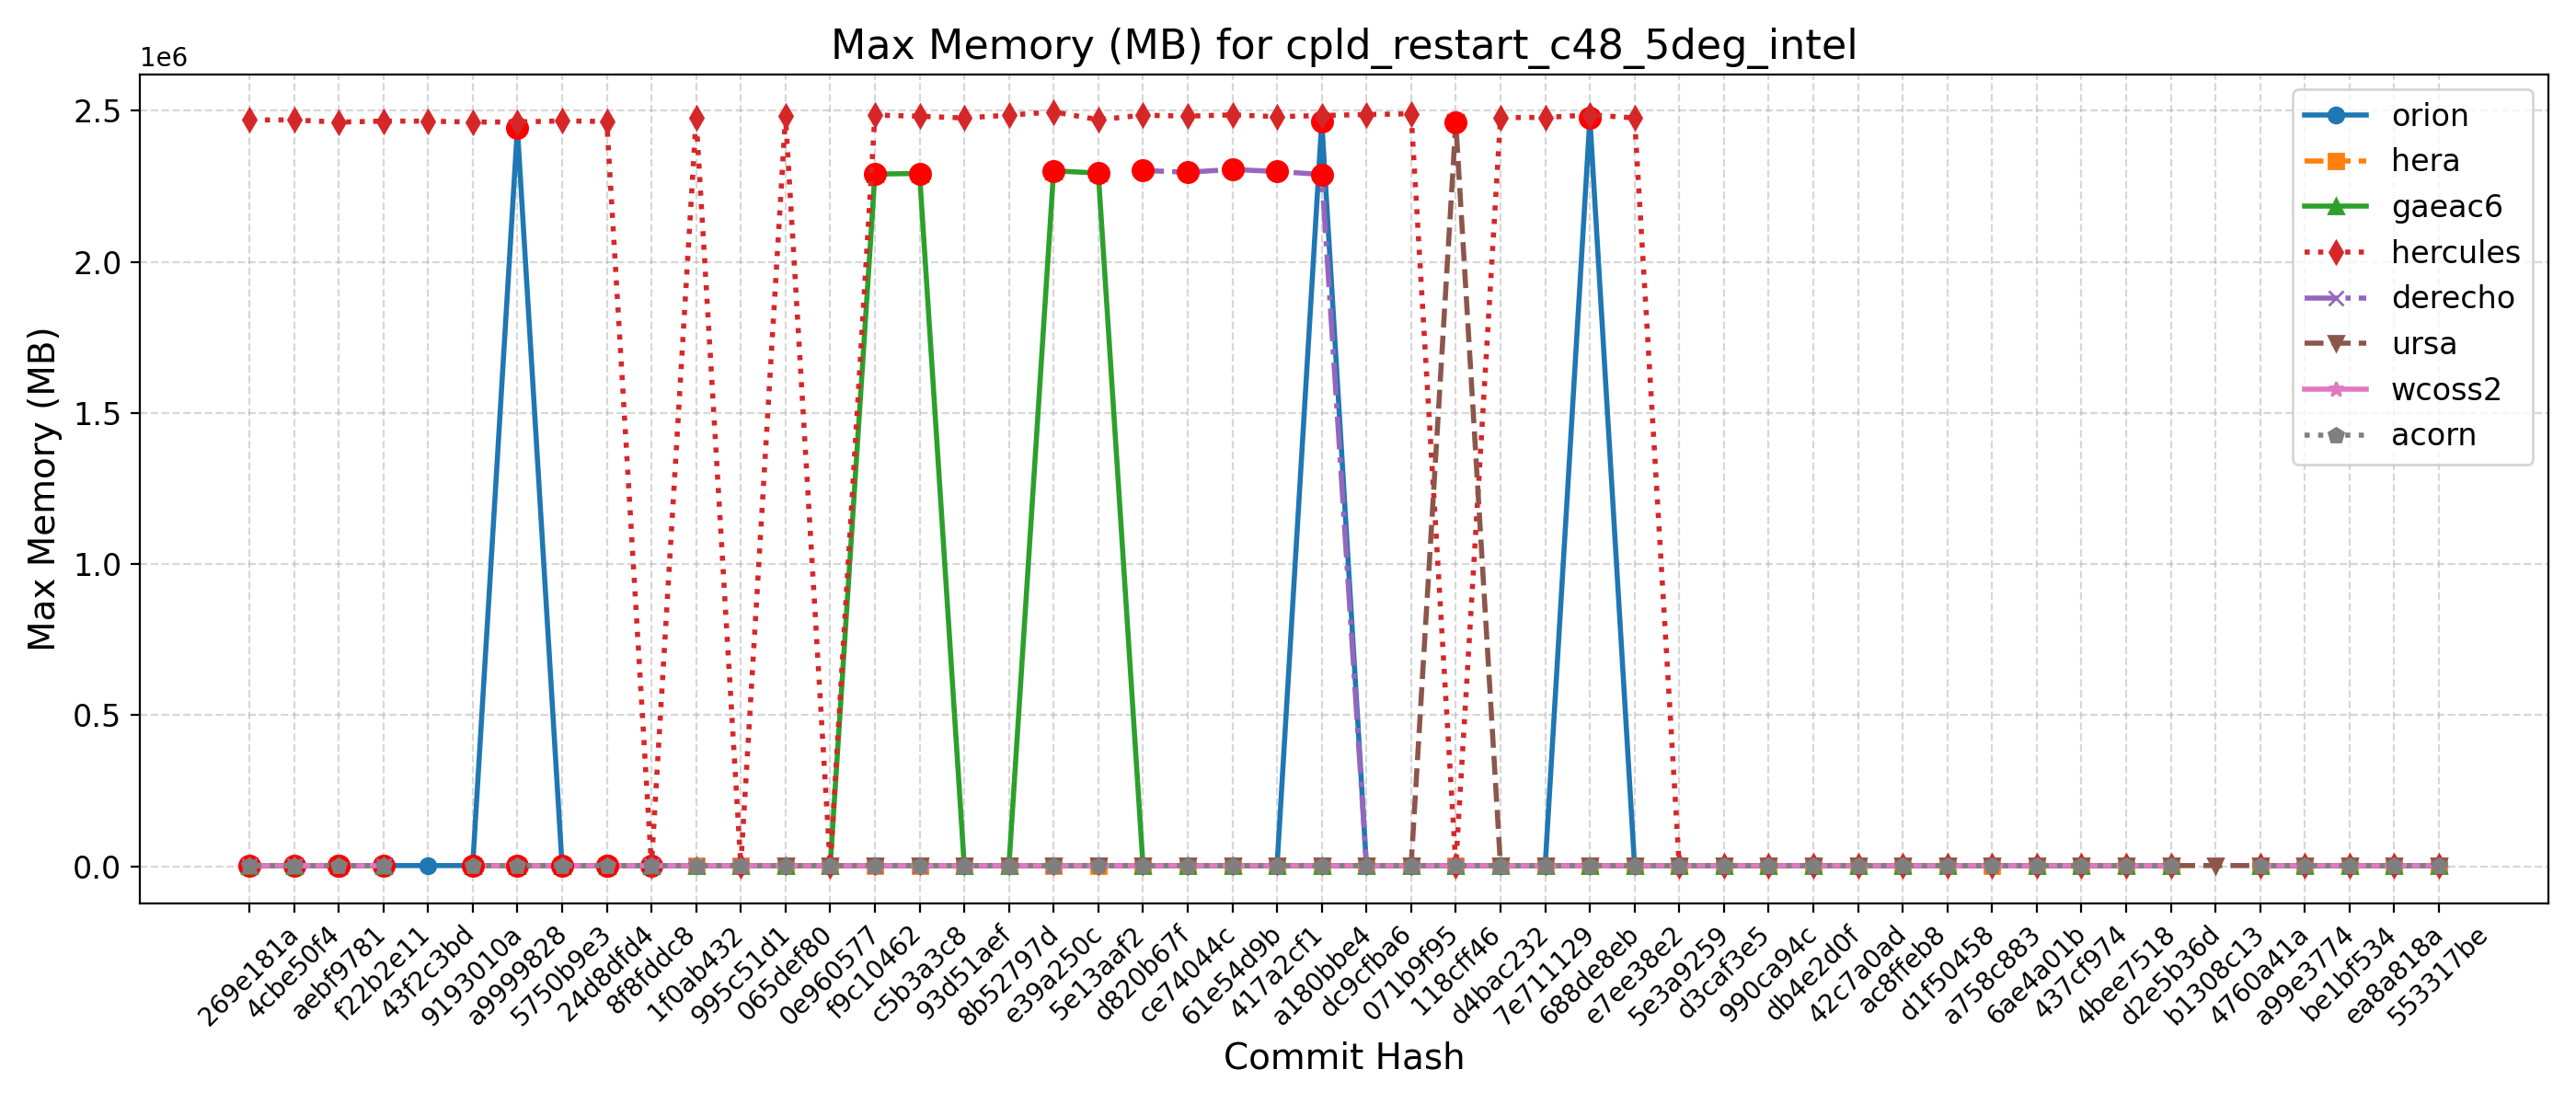 Max Memory (MB) for cpld_restart_c48_5deg_intel
1e6
2.5
2.0
1.5
1.0
0.5
0.0
Max Memory (MB)
orion
hera
gaeac6
hercules
derecho
ursa
wcoss2
acorn
269e181a
4cbe50f4
aebf9781
f22b2e11
43f2c3bd
9193010a
a9999828
5750b9e3
24d8dfd4
8f8fddc8
1f0ab432
995c51d1
065def80
0e960577
f9c10462
c5b3a3c8
93d51aef
8b52797d
e39a250c
5e13aaf2
d820b67f
ce74044c
61e54d9b
417a2cf1
a180bbe4
dc9cfba6
071b9f95
118cff46
d4bac232
7e711129
688de8eb
e7ee38e2
5e3a9259
d3caf3e5
990ca94c
db4e2d0f
42c7a0ad
ac8ffeb8
d1f50458
a758c883
6ae4a01b
437cf974
4bee7518
d2e5b36d
b1308c13
4760a41a
a99e3774
be1bf534
ea8a818a
553317be
Commit Hash